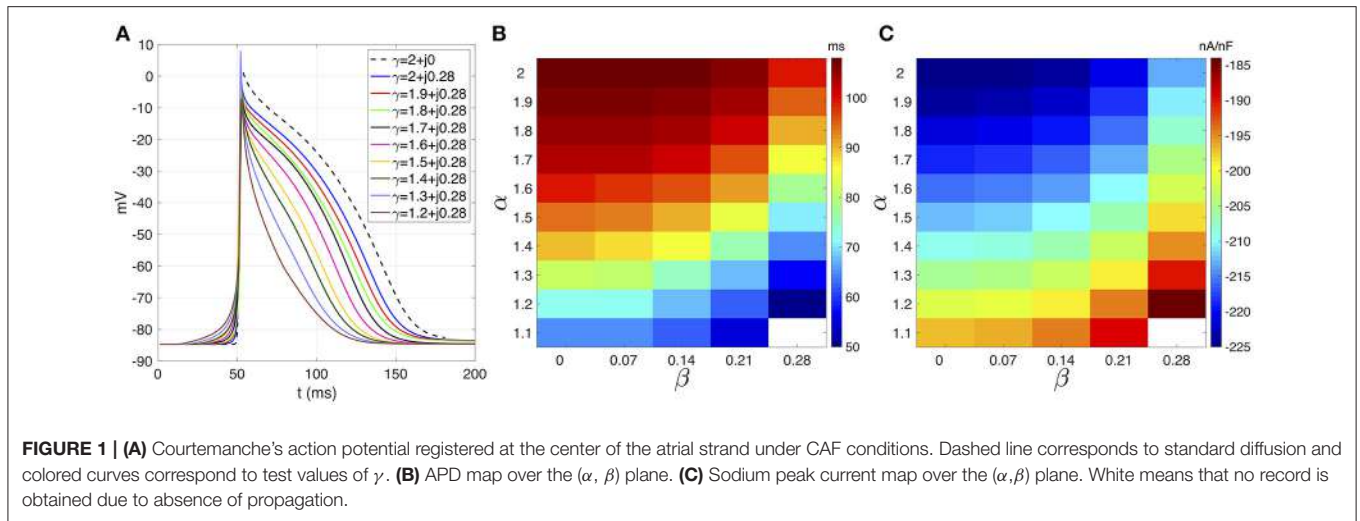 A
10
0
-10
-20
-30
-40
-50
-60
-70
-80
-90
mV
0
50
100
150
200
t (ms)
γ=2+j0
γ=2+j0.28
γ=1.9+j0.28
γ=1.8+j0.28
γ=1.7+j0.28
γ=1.6+j0.28
γ=1.5+j0.28
γ=1.4+j0.28
γ=1.3+j0.28
γ=1.2+j0.28
B
2
1.9
1.8
1.7
1.6
1.5
1.4
1.3
1.2
1.1
α
0
0.07
0.14
0.21
0.28
β
ms
100
90
80
70
60
50
C
2
1.9
1.8
1.7
1.6
1.5
1.4
1.3
1.2
1.1
α
0
0.07
0.14
0.21
0.28
β
nA/nF
-185
-190
-195
-200
-205
-210
-215
-220
-225
FIGURE 1 | (A) Courtemanche's action potential registered at the center of the atrial strand under CAF conditions. Dashed line corresponds to standard diffusion and
colored curves correspond to test values of γ. (B) APD map over the (α, β) plane. (C) Sodium peak current map over the (α,β) plane. White means that no record is
obtained due to absence of propagation.